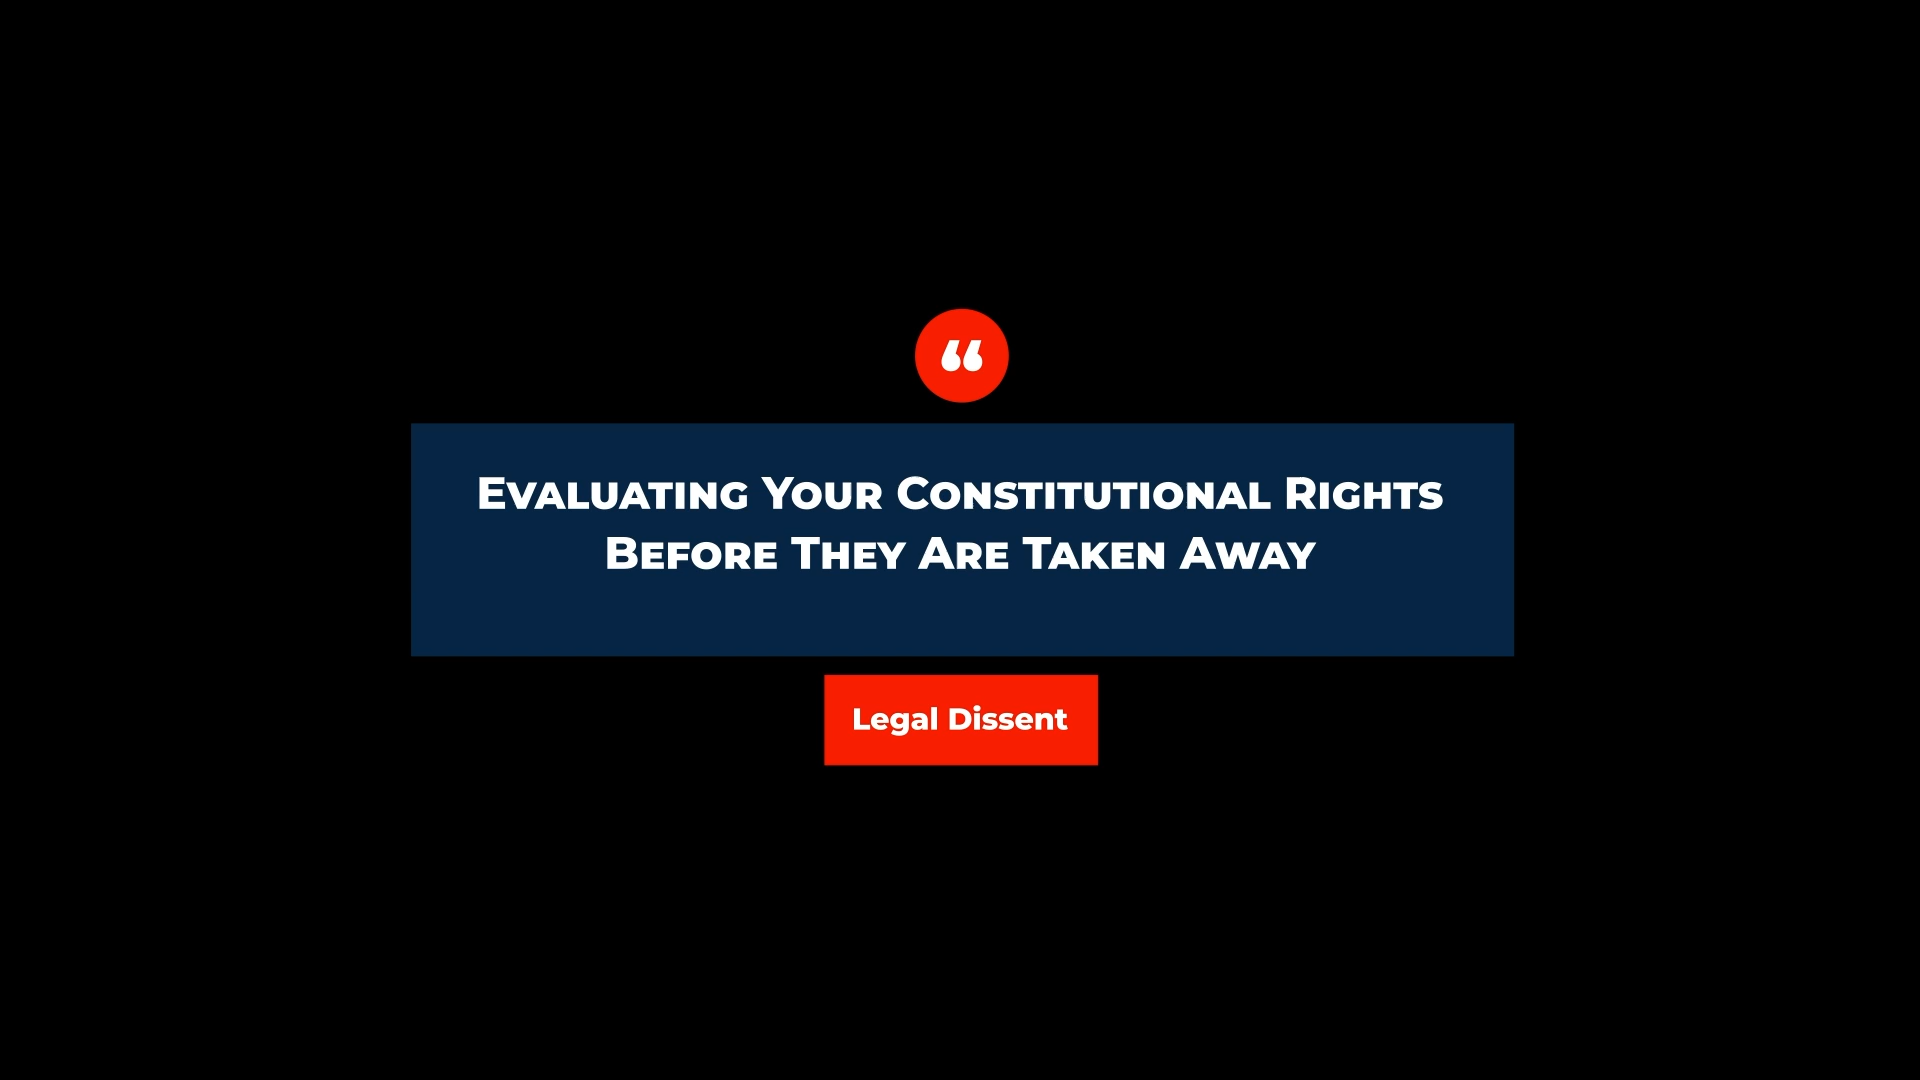 “
Evaluating Your Constitutional Rights
Before They Are Taken Away
Legal Dissent